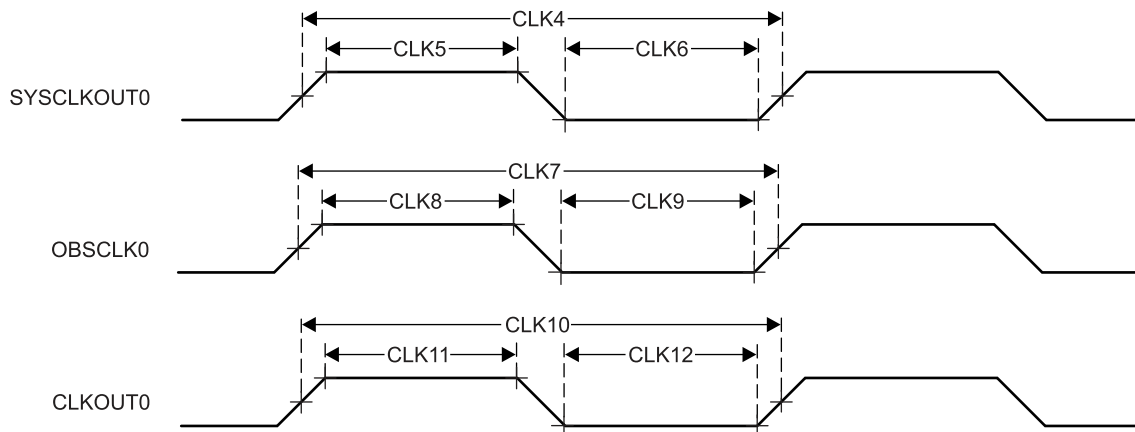 CLK4
CLK5 CLK6
SYSCLKOUT0
CLK7
CLK8 CLK9
OBSCLK0
CLK10
CLK11 CLK12
CLKOUT0